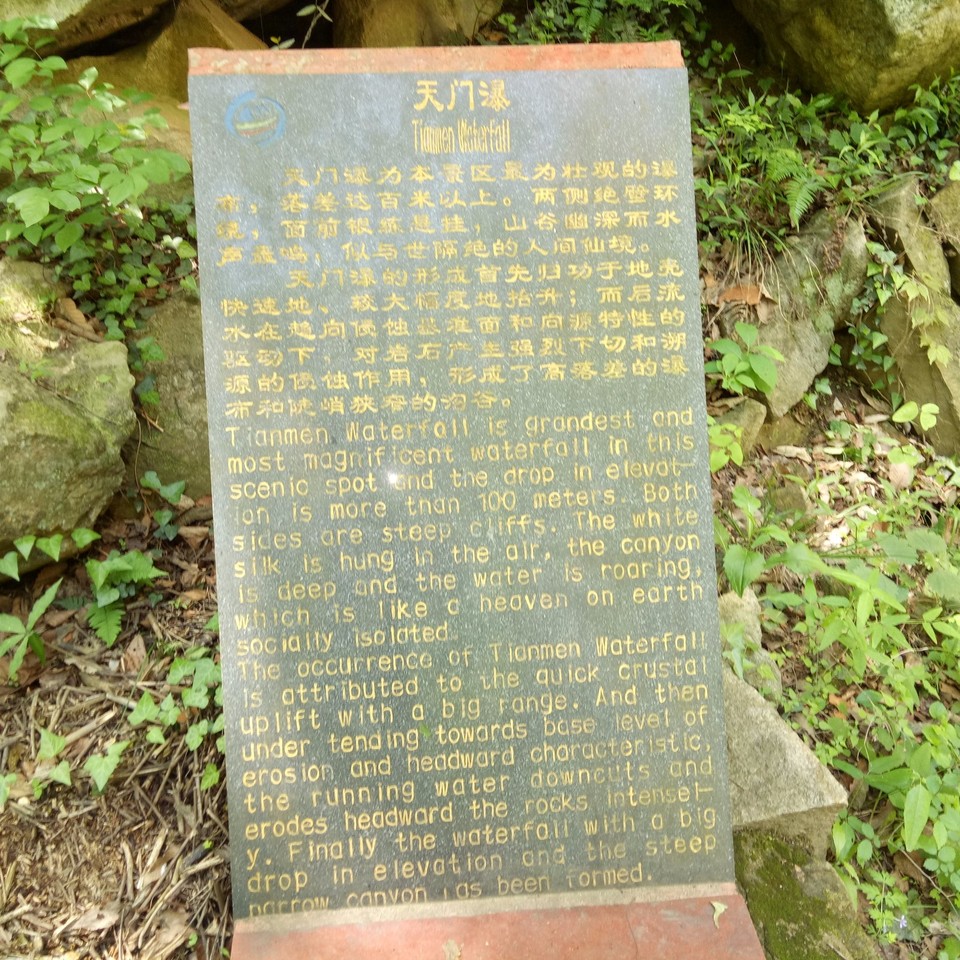 天门瀑
Tianmen Waterfall
天门瀑为本景区最为壮观的瀑
布，落差达百米以上。两侧绝壁环
绕，面前银练悬挂，山谷幽深而水
声轰鸣，似与世隔绝的人间仙境。
天门瀑的形成首先归功于地壳
快速地、较大幅度地抬升；而后流
水在趋向侵蚀基准面和向源特性的
驱动下，对岩石产生强烈下切和溯
源的侵蚀作用，形成了高落差的瀑
布和陡峭狭窄的沟谷。
Tianmen Waterfall is grandest and
most magnificent waterfall in this
scenic spot and the drop in elevat-
ion is more than 100 meters. Both
sides are steep cliffs. The white
silk is hung in the air, the canyon
is deep and the water is roaring,
which is like a heaven on earth
socially isolated.
The occurrence of Tianmen Waterfall
is attributed to the quick crustal
uplift with a big range. And then
under tending towards base level of
erosion and headward characteristic,
the running water downcuts and
erodes headward the rocks intensel-
y. Finally the waterfall with a big
drop in elevation and the steep
narrow canyon has been formed.